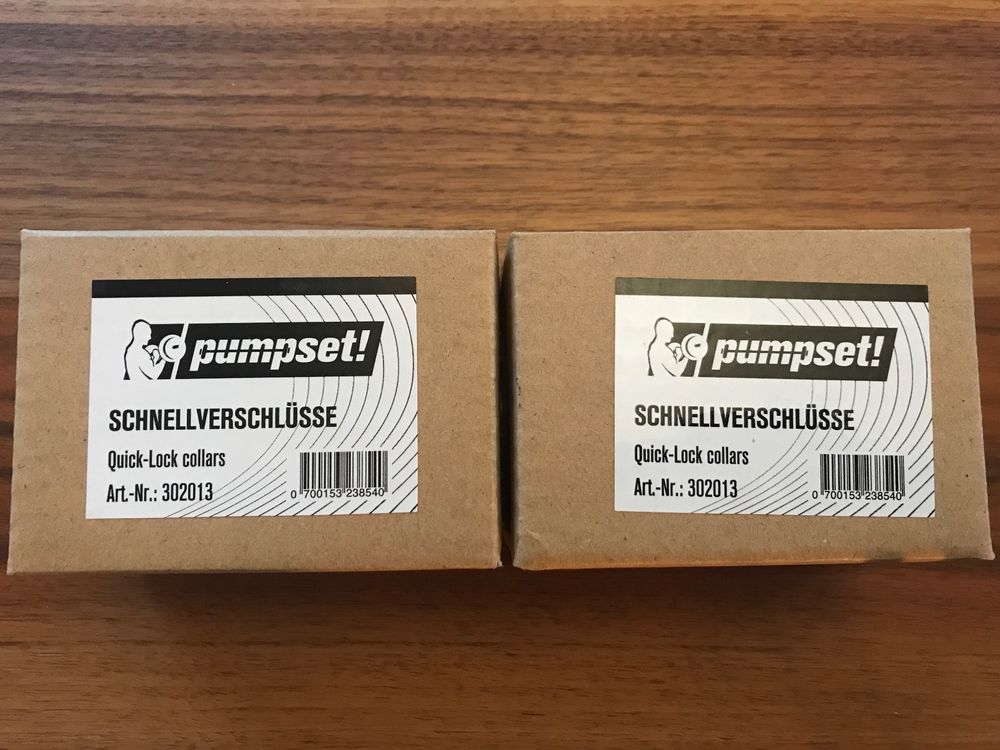 pumpset!
SCHNELLVERSCHLÜSSE
Quick-Lock collars
Art.-Nr.: 302013
0 700153 238540
pumpset!
SCHNELLVERSCHLÜSSE
Quick-Lock collars
Art.-Nr.: 302013
0 700153 238540